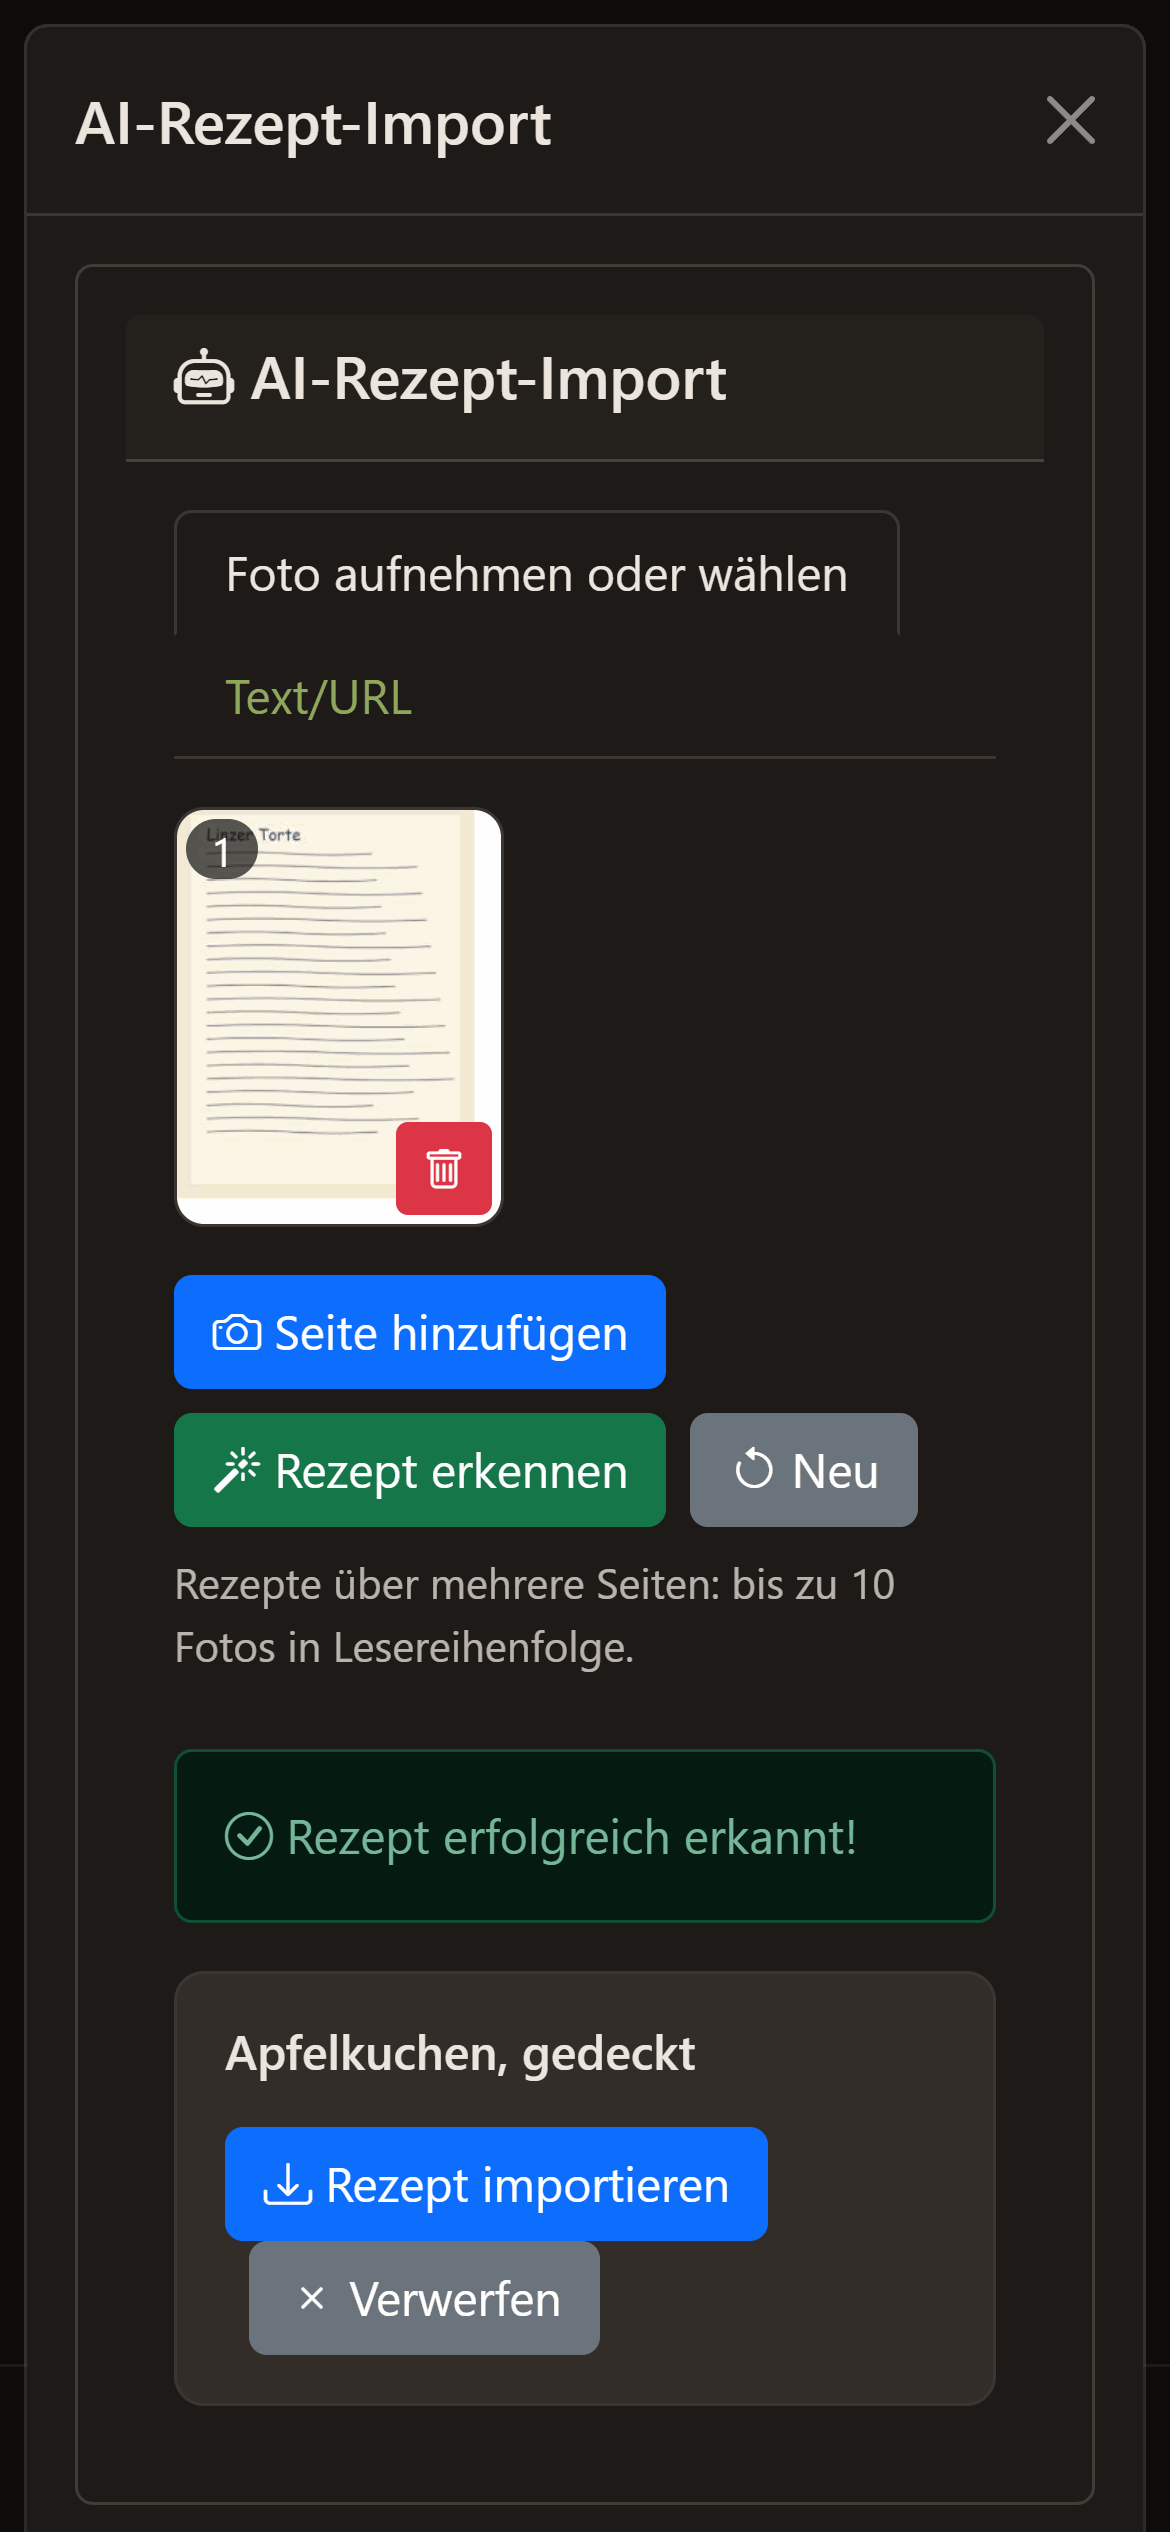 AI-Rezept-Import
AI-Rezept-Import
Foto aufnehmen oder wählen
Text/URL
Linzer Torte
1
Seite hinzufügen
Rezept erkennen
Neu
Rezepte über mehrere Seiten: bis zu 10
Fotos in Lesereihenfolge.
Rezept erfolgreich erkannt!
Apfelkuchen, gedeckt
Rezept importieren
Verwerfen